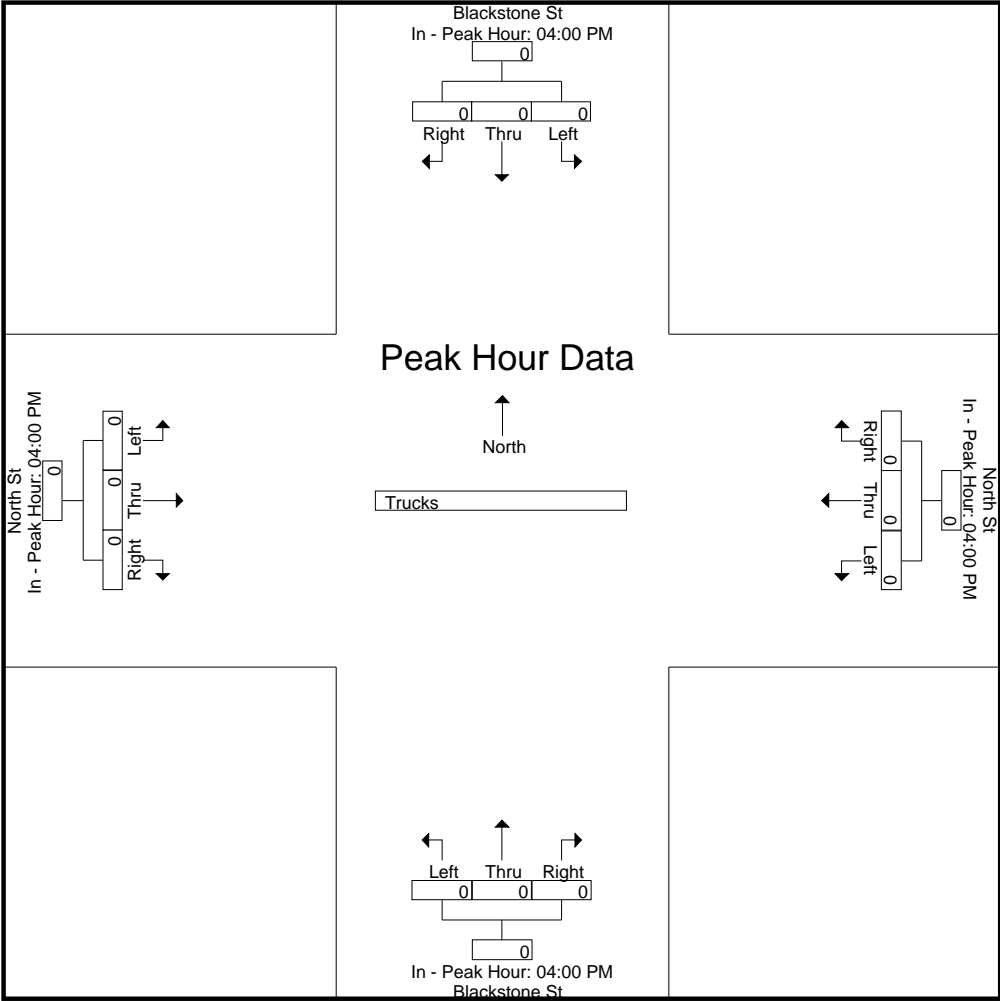 Blackstone St
In - Peak Hour: 04:00 PM
0
0 0 0
Right Thru Left
Peak Hour Data
North
Trucks
North St
In - Peak Hour: 04:00 PM
0
0 0 0
Left Thru Right
North St
In - Peak Hour: 04:00 PM
0
0 0 0
Right Thru Left
Left Thru Right
0 0 0
0
In - Peak Hour: 04:00 PM
Blackstone St